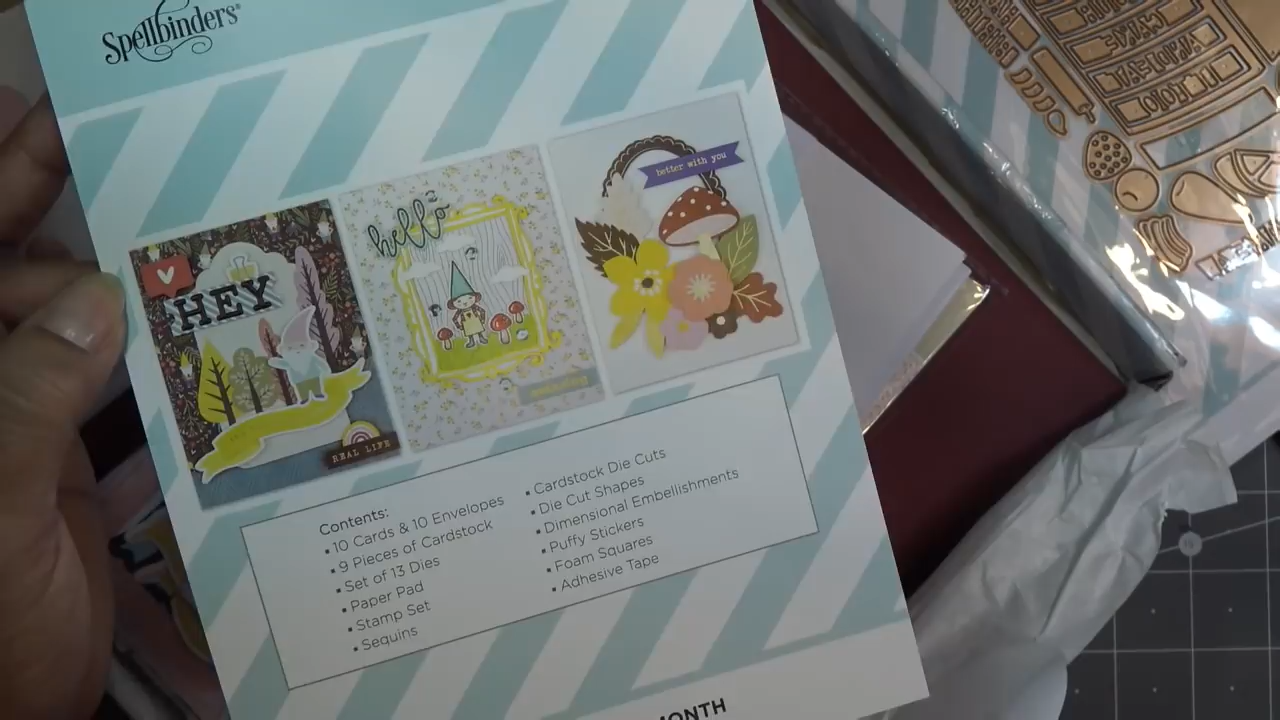 Spellbinders®
better with you
hello
HEY
REAL LIFE
Contents:
• 10 Cards & 10 Envelopes
• 9 Pieces of Cardstock
• Set of 13 Dies
• Paper Pad
• Stamp Set
• Sequins
• Cardstock Die Cuts
• Die Cut Shapes
• Dimensional Embellishments
• Puffy Stickers
• Foam Squares
• Adhesive Tape
MONTH